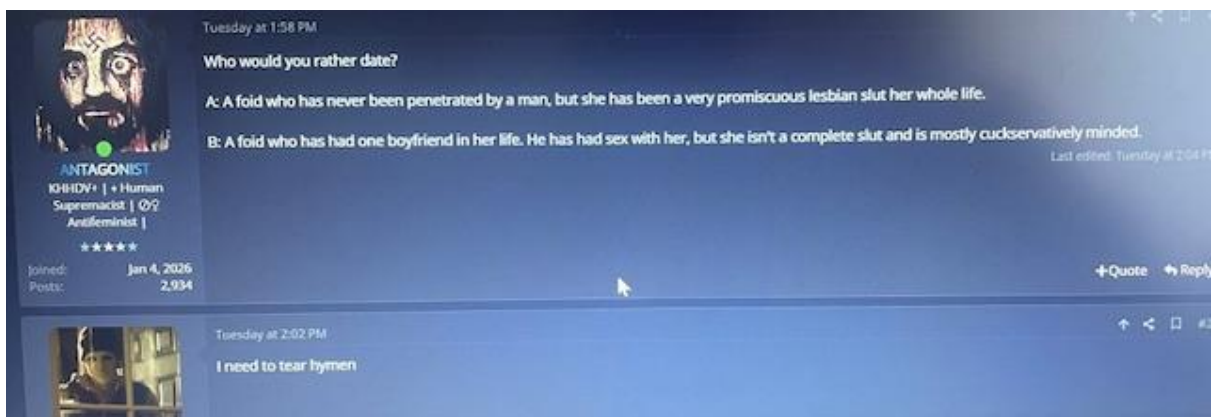 Tuesday at 1:58 PM
Who would you rather date?
A: A foid who has never been penetrated by a man, but she has been a very promiscuous lesbian slut her whole life.
B: A foid who has had one boyfriend in her life. He has had sex with her, but she isn't a complete slut and is mostly cuckservatively minded.
Last edited: Tuesday at 2:04 PM
ANTAGONIST
KHHDV+ | + Human
Supremacist | ∅♀
Antifeminist |
★★★★★
Joined: Jan 4, 2026
Posts: 2,934
+Quote Reply
Tuesday at 2:02 PM
I need to tear hymen